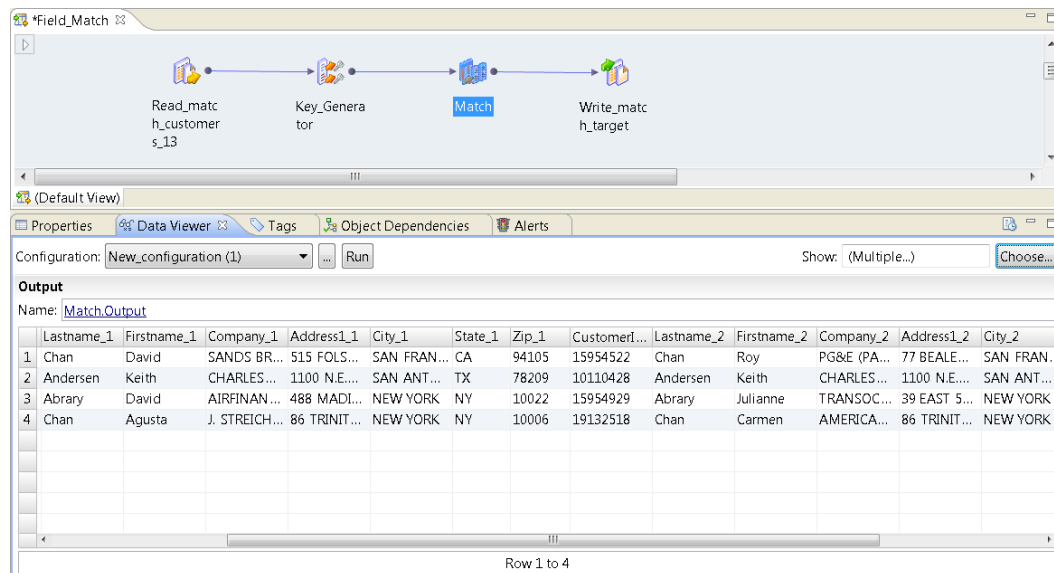 *Field_Match
Read_matc
h_customer
s_13
Key_Genera
tor
Match
Write_matc
h_target
(Default View)
Properties Data Viewer Tags Object Dependencies Alerts
Configuration: New_configuration (1) ... Run Show: (Multiple...) Choose...
Output
Name: Match.Output
Lastname_1 Firstname_1 Company_1 Address1_1 City_1 State_1 Zip_1 CustomerI... Lastname_2 Firstname_2 Company_2 Address1_2 City_2
1 Chan David SANDS BR... 515 FOLS... SAN FRAN... CA 94105 15954522 Chan Roy PG&E (PA... 77 BEALE... SAN FRAN.
2 Andersen Keith CHARLES... 1100 N.E.... SAN ANT... TX 78209 10110428 Andersen Keith CHARLES... 1100 N.E.... SAN ANT...
3 Abrary David AIRFINAN... 488 MADI... NEW YORK NY 10022 15954929 Abrary Julianne TRANSOC... 39 EAST 5... NEW YORK
4 Chan Agusta J. STREICH... 86 TRINIT... NEW YORK NY 10006 19132518 Chan Carmen AMERICA... 86 TRINIT... NEW YORK
Row 1 to 4